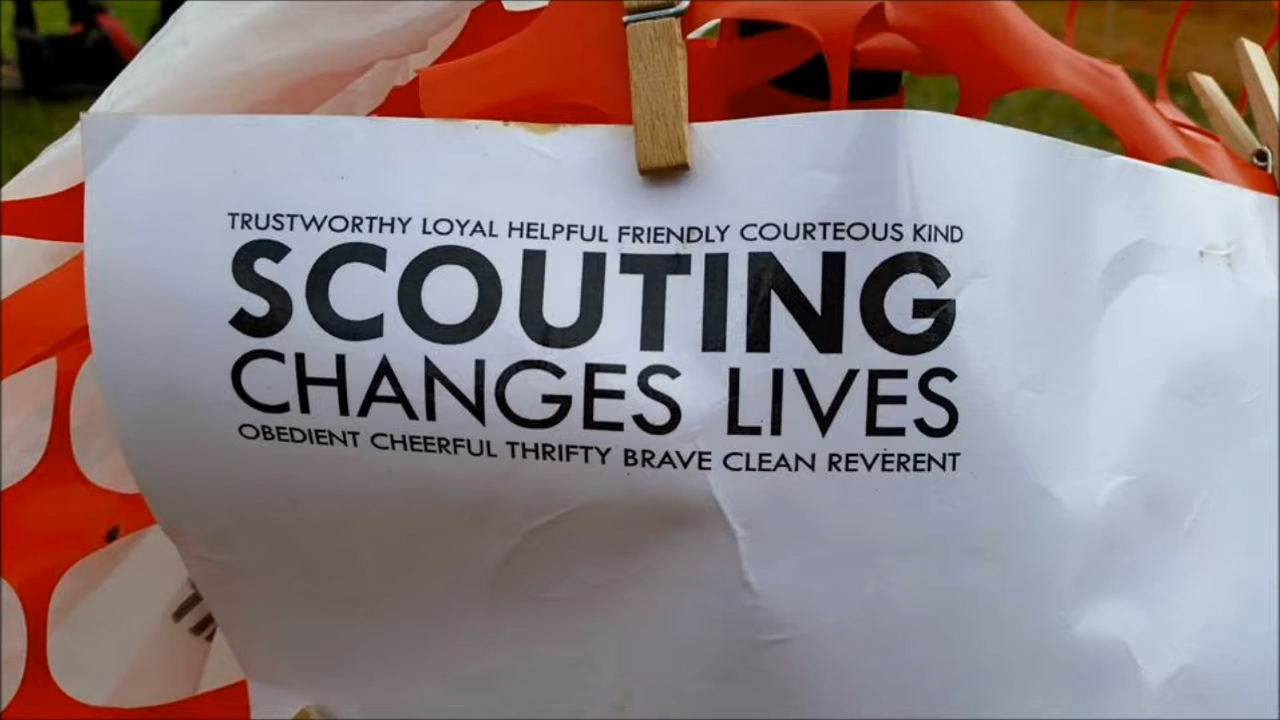 TRUSTWORTHY LOYAL HELPFUL FRIENDLY COURTEOUS KIND
SCOUTING
CHANGES LIVES
OBEDIENT CHEERFUL THRIFTY BRAVE CLEAN REVERENT